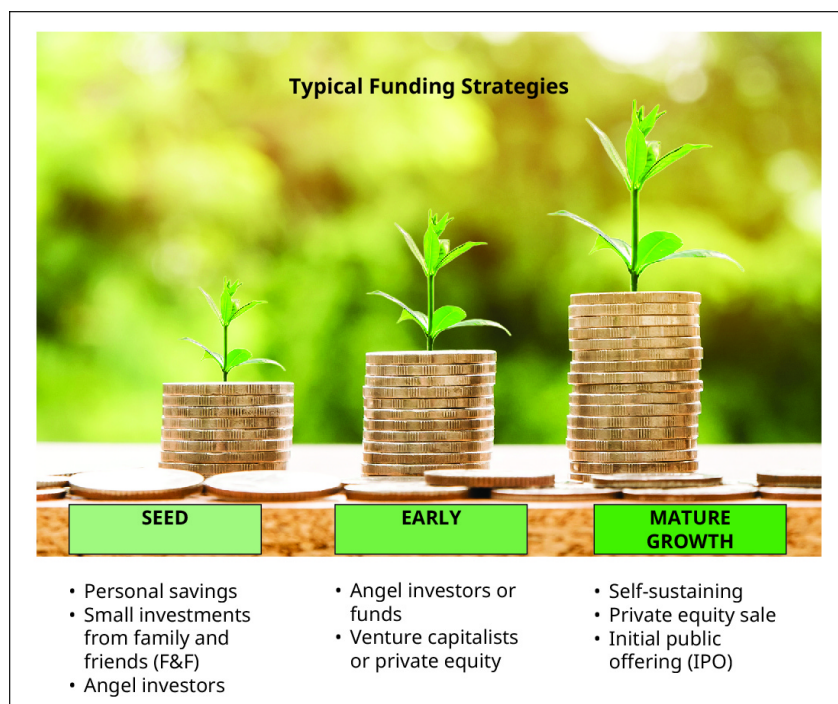 Typical Funding Strategies
SEED
• Personal savings
• Small investments
from family and
friends (F&F)
• Angel investors
EARLY
• Angel investors or
funds
• Venture capitalists
or private equity
MATURE
GROWTH
• Self-sustaining
• Private equity sale
• Initial public
offering (IPO)